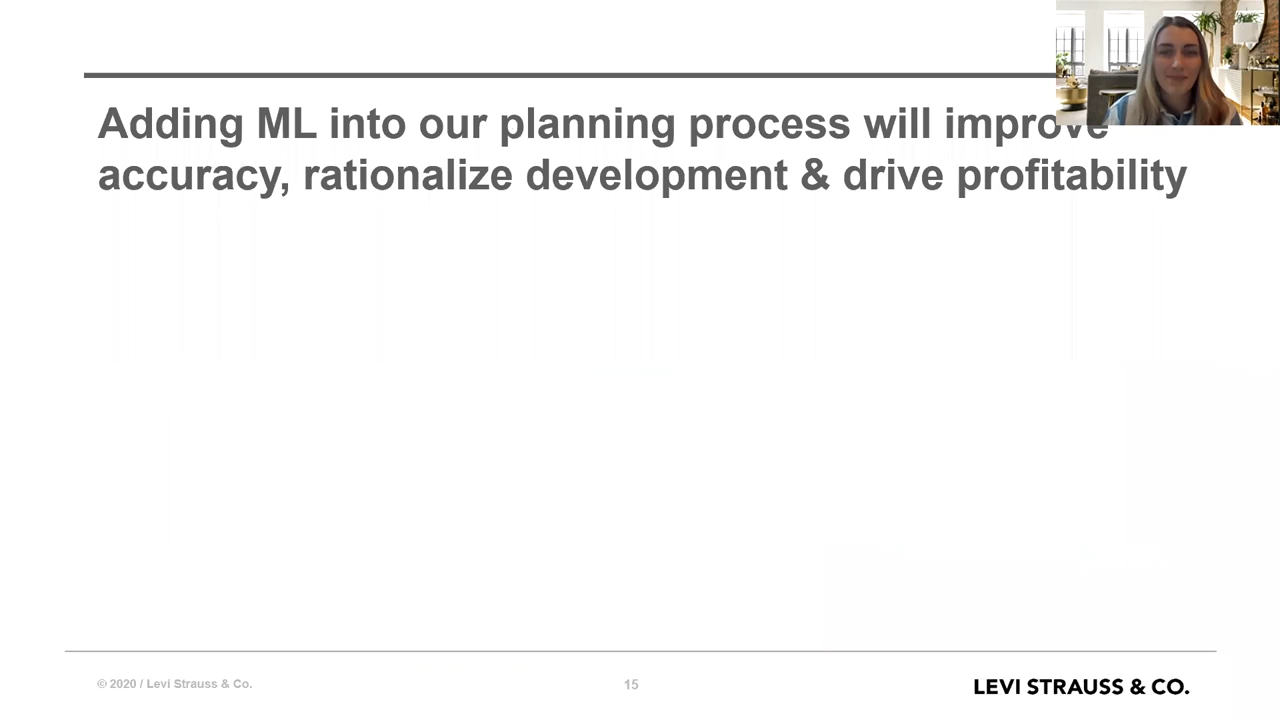 Adding ML into our planning process will improve
accuracy, rationalize development & drive profitability
© 2020 / Levi Strauss & Co.
15
LEVI STRAUSS & CO.